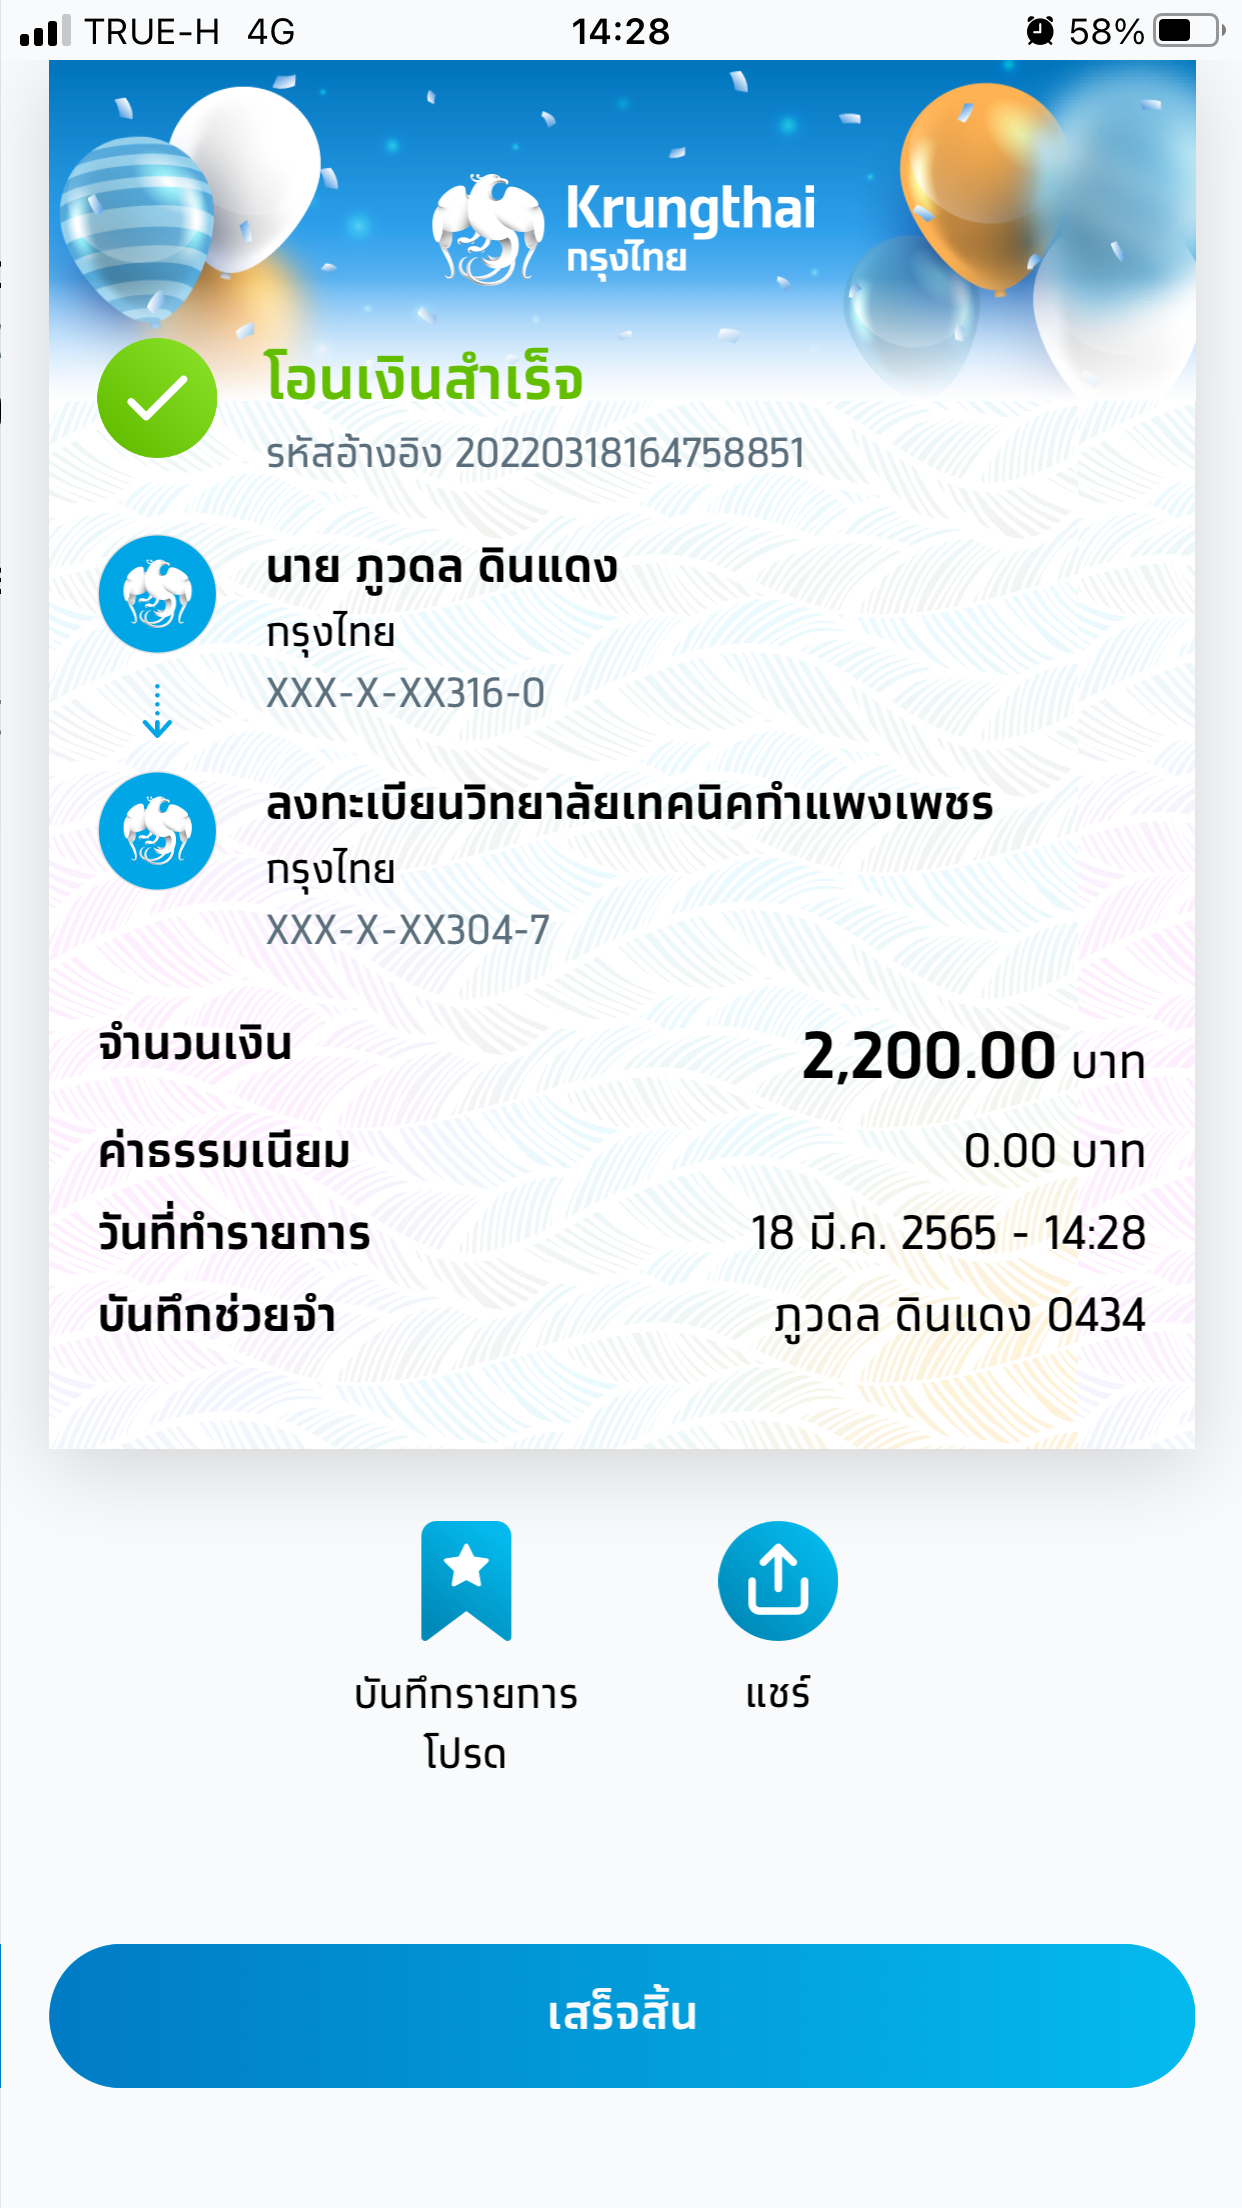 TRUE-H 4G 14:28 58%
Krungthai
กรุงไทย
โอนเงินสำเร็จ
รหัสอ้างอิง 20220318164758851
นาย ภูวดล ดินแดง
กรุงไทย
XXX-X-XX316-0
ลงทะเบียนวิทยาลัยเทคนิคกำแพงเพชร
กรุงไทย
XXX-X-XX304-7
จำนวนเงิน 2,200.00 บาท
ค่าธรรมเนียม 0.00 บาท
วันที่ทำรายการ 18 มี.ค. 2565 - 14:28
บันทึกช่วยจำ ภูวดล ดินแดง 0434
บันทึกรายการ แชร์
โปรด
เสร็จสิ้น